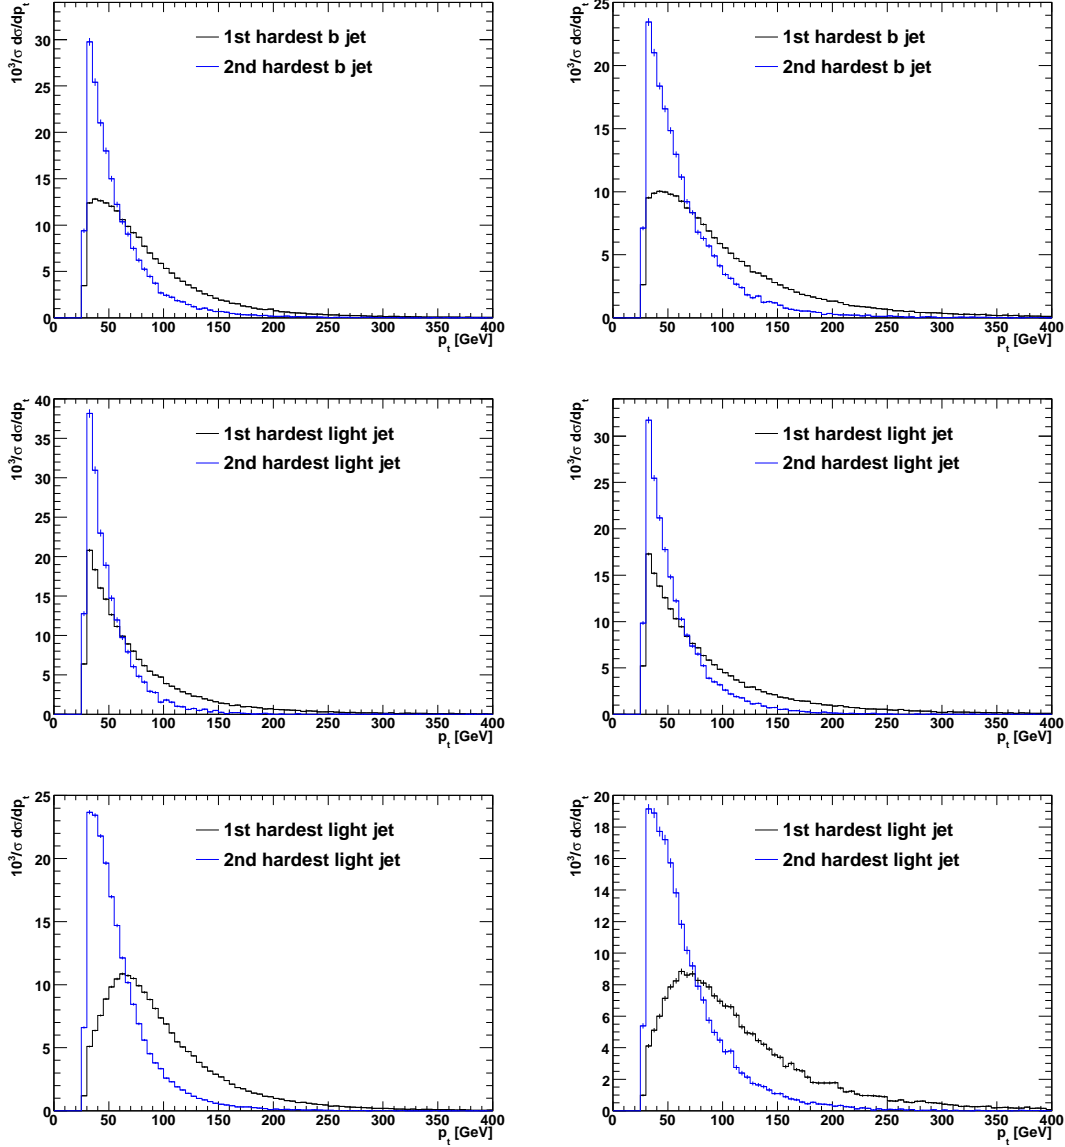 10³/σ dσ/dpₜ
1st hardest b jet
2nd hardest b jet
30
25
20
15
10
5
0
0 50 100 150 200 250 300 350 400
pₜ [GeV]
10³/σ dσ/dpₜ
1st hardest b jet
2nd hardest b jet
25
20
15
10
5
0
0 50 100 150 200 250 300 350 400
pₜ [GeV]
10³/σ dσ/dpₜ
1st hardest light jet
2nd hardest light jet
40
35
30
25
20
15
10
5
0
0 50 100 150 200 250 300 350 400
pₜ [GeV]
10³/σ dσ/dpₜ
1st hardest light jet
2nd hardest light jet
30
25
20
15
10
5
0
0 50 100 150 200 250 300 350 400
pₜ [GeV]
10³/σ dσ/dpₜ
1st hardest light jet
2nd hardest light jet
25
20
15
10
5
0
0 50 100 150 200 250 300 350 400
pₜ [GeV]
10³/σ dσ/dpₜ
1st hardest light jet
2nd hardest light jet
20
18
16
14
12
10
8
6
4
2
0
0 50 100 150 200 250 300 350 400
pₜ [GeV]